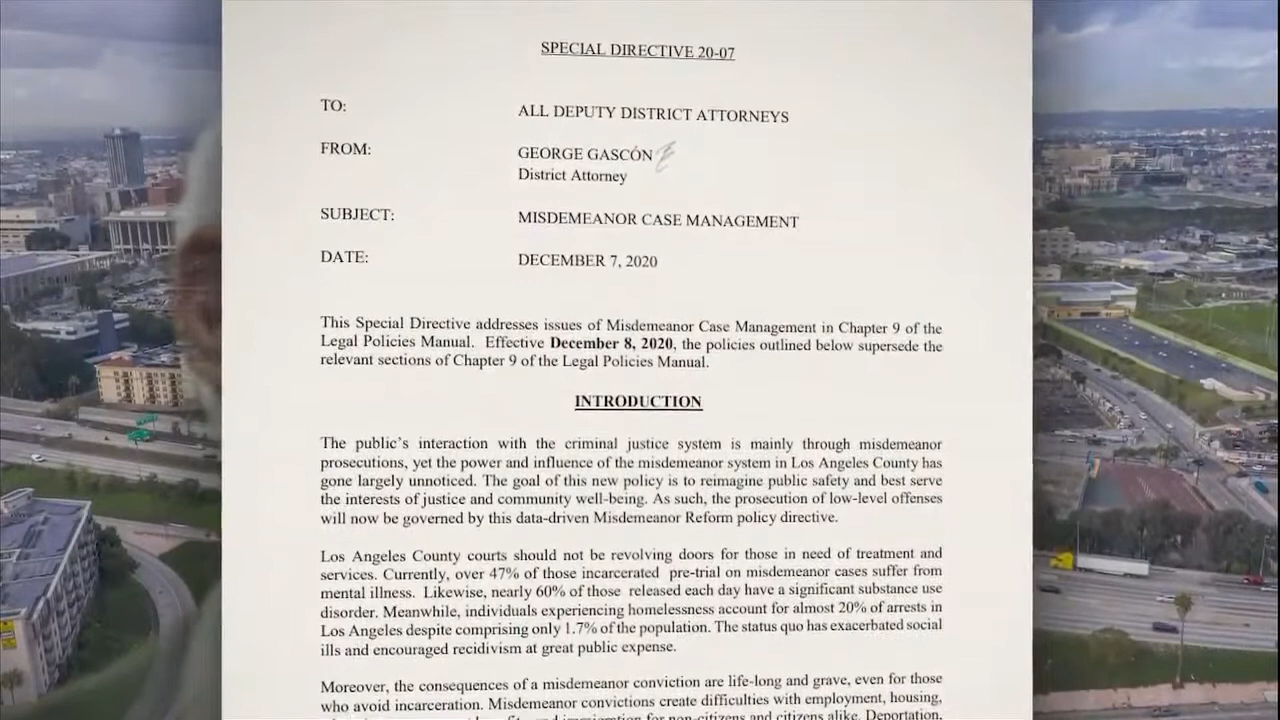 SPECIAL DIRECTIVE 20-07
TO: ALL DEPUTY DISTRICT ATTORNEYS
FROM: GEORGE GASCÓN
District Attorney
SUBJECT: MISDEMEANOR CASE MANAGEMENT
DATE: DECEMBER 7, 2020
This Special Directive addresses issues of Misdemeanor Case Management in Chapter 9 of the
Legal Policies Manual. Effective December 8, 2020, the policies outlined below supersede the
relevant sections of Chapter 9 of the Legal Policies Manual.
INTRODUCTION
The public's interaction with the criminal justice system is mainly through misdemeanor
prosecutions, yet the power and influence of the misdemeanor system in Los Angeles County has
gone largely unnoticed. The goal of this new policy is to reimagine public safety and best serve
the interests of justice and community well-being. As such, the prosecution of low-level offenses
will now be governed by this data-driven Misdemeanor Reform policy directive.
Los Angeles County courts should not be revolving doors for those in need of treatment and
services. Currently, over 47% of those incarcerated pre-trial on misdemeanor cases suffer from
mental illness. Likewise, nearly 60% of those released each day have a significant substance use
disorder. Meanwhile, individuals experiencing homelessness account for almost 20% of arrests in
Los Angeles despite comprising only 1.7% of the population. The status quo has exacerbated social
ills and encouraged recidivism at great public expense.
Moreover, the consequences of a misdemeanor conviction are life-long and grave, even for those
who avoid incarceration. Misdemeanor convictions create difficulties with employment, housing,
immigration for non-citizens and citizens alike. Deportation,